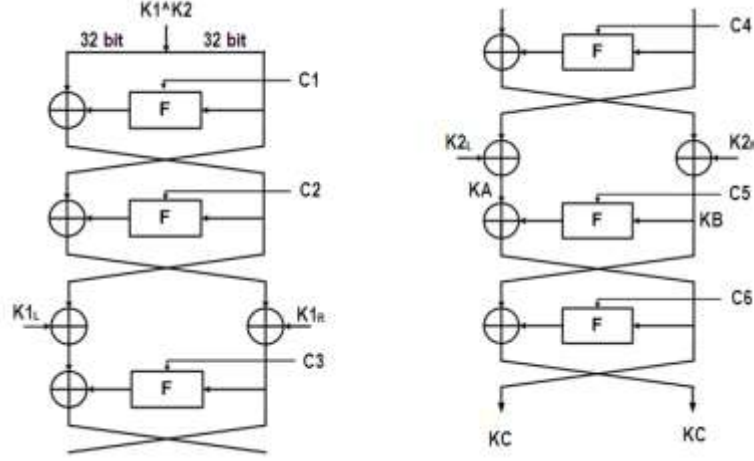 K1^K2
32 bit 32 bit
C1
F
C2
F
K1L K1R
C3
F
C4
F
K2L K2R
KA
C5
F
KB
C6
F
KC KC